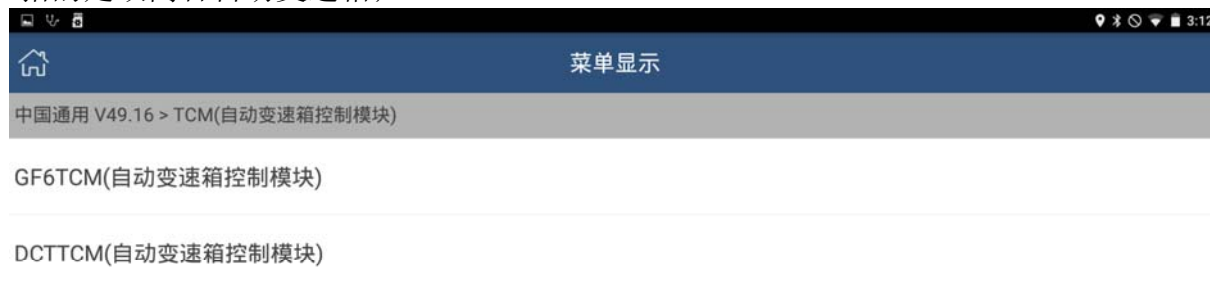 菜单显示
3:12
中国通用 V49.16 > TCM(自动变速箱控制模块)
GF6TCM(自动变速箱控制模块)
DCTTCM(自动变速箱控制模块)